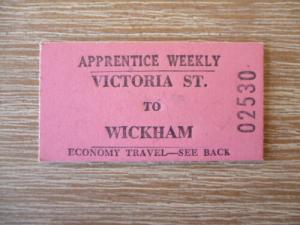 APPRENTICE WEEKLY
VICTORIA ST.
TO
WICKHAM
ECONOMY TRAVEL—SEE BACK
02530